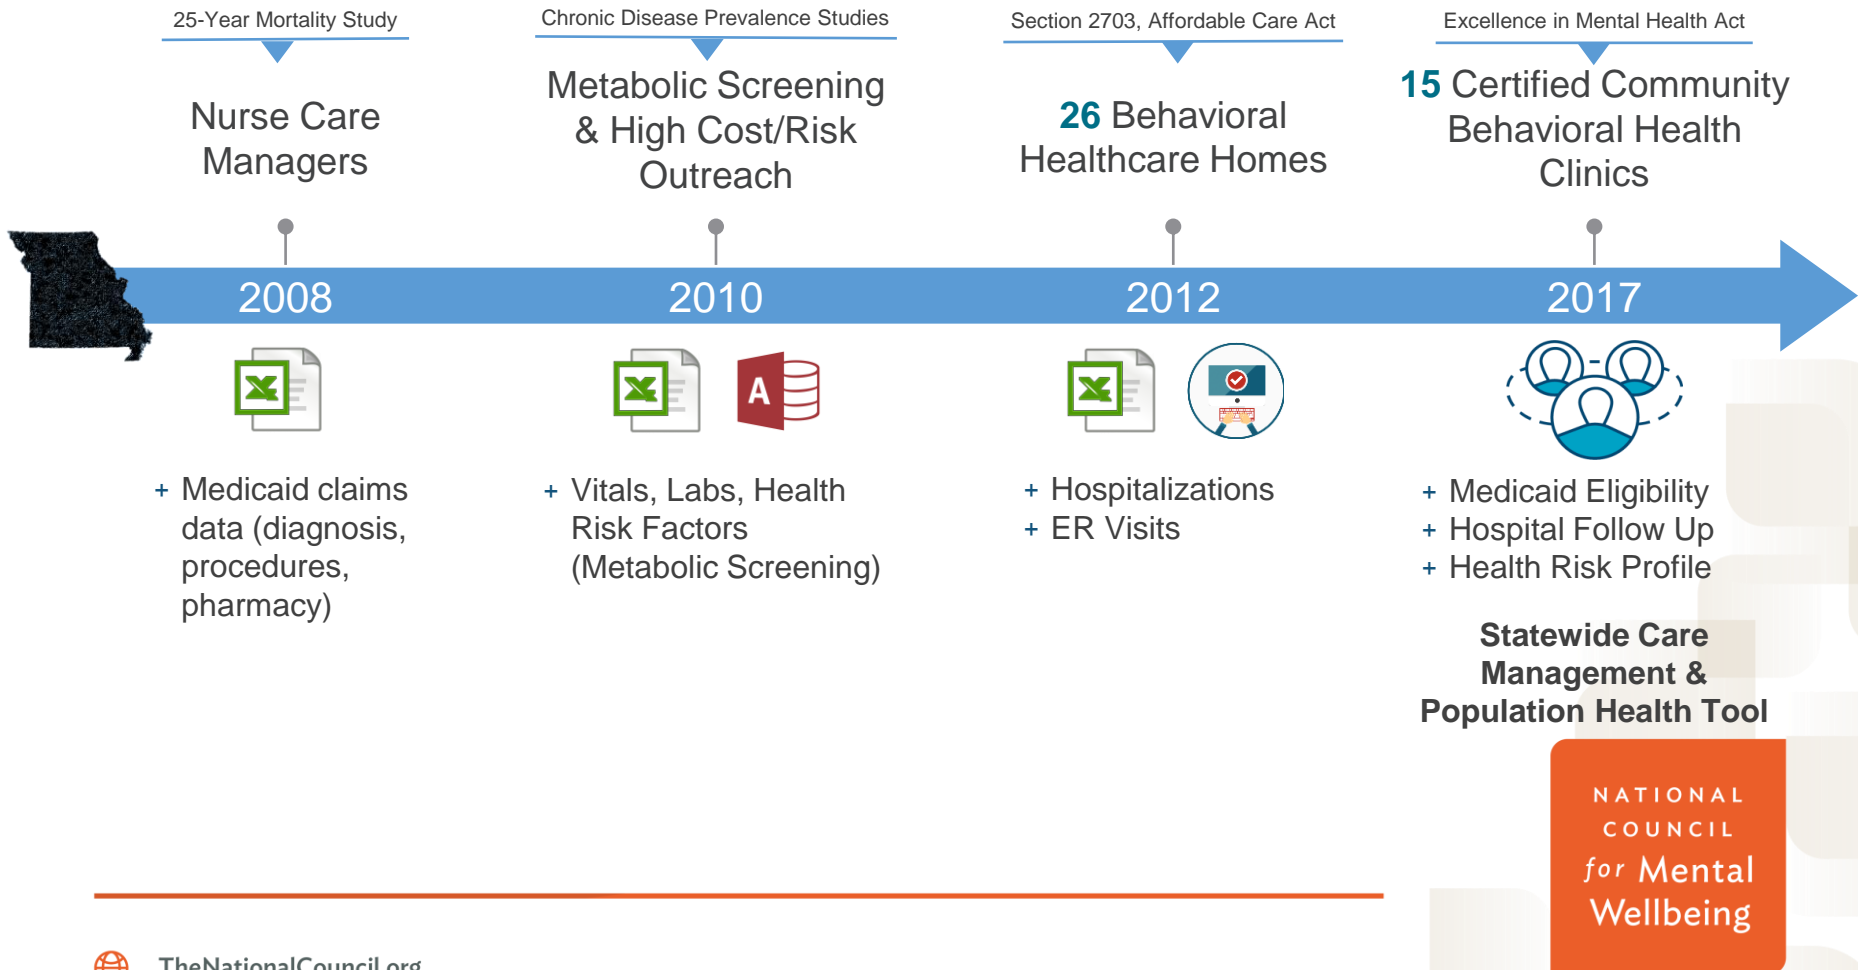 25-Year Mortality Study
Chronic Disease Prevalence Studies
Section 2703, Affordable Care Act
Excellence in Mental Health Act
Nurse Care
Managers
Metabolic Screening
& High Cost/Risk
Outreach
26 Behavioral
Healthcare Homes
15 Certified Community
Behavioral Health
Clinics
2008
2010
2012
2017
A
+ Medicaid claims
data (diagnosis,
procedures,
pharmacy)
+ Vitals, Labs, Health
Risk Factors
(Metabolic Screening)
+ Hospitalizations
+ ER Visits
+ Medicaid Eligibility
+ Hospital Follow Up
+ Health Risk Profile
Statewide Care
Management &
Population Health Tool
NATIONAL
COUNCIL
for Mental
Wellbeing
TheNationalCouncil.org